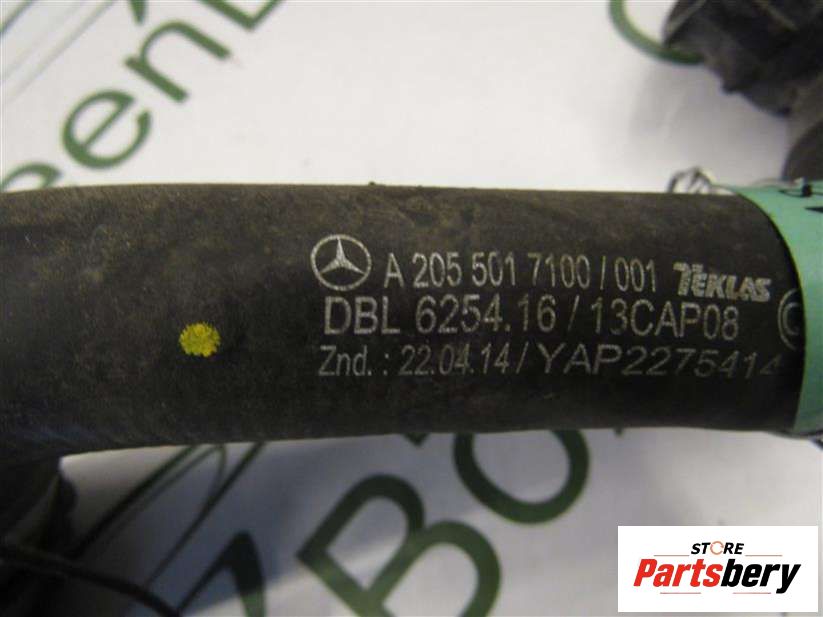 A 205 501 7100 / 001 TEKLAS
DBL 6254.16 / 13CAP08
Znd. : 22.04.14 / YAP2275414
STORE
Partsbery